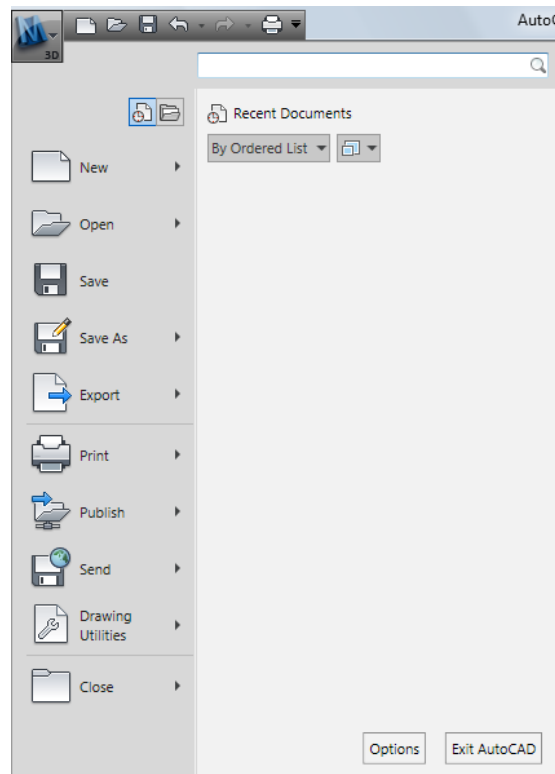 AutoC
3D
Recent Documents
By Ordered List
New
Open
Save
Save As
Export
Print
Publish
Send
Drawing
Utilities
Close
Options
Exit AutoCAD